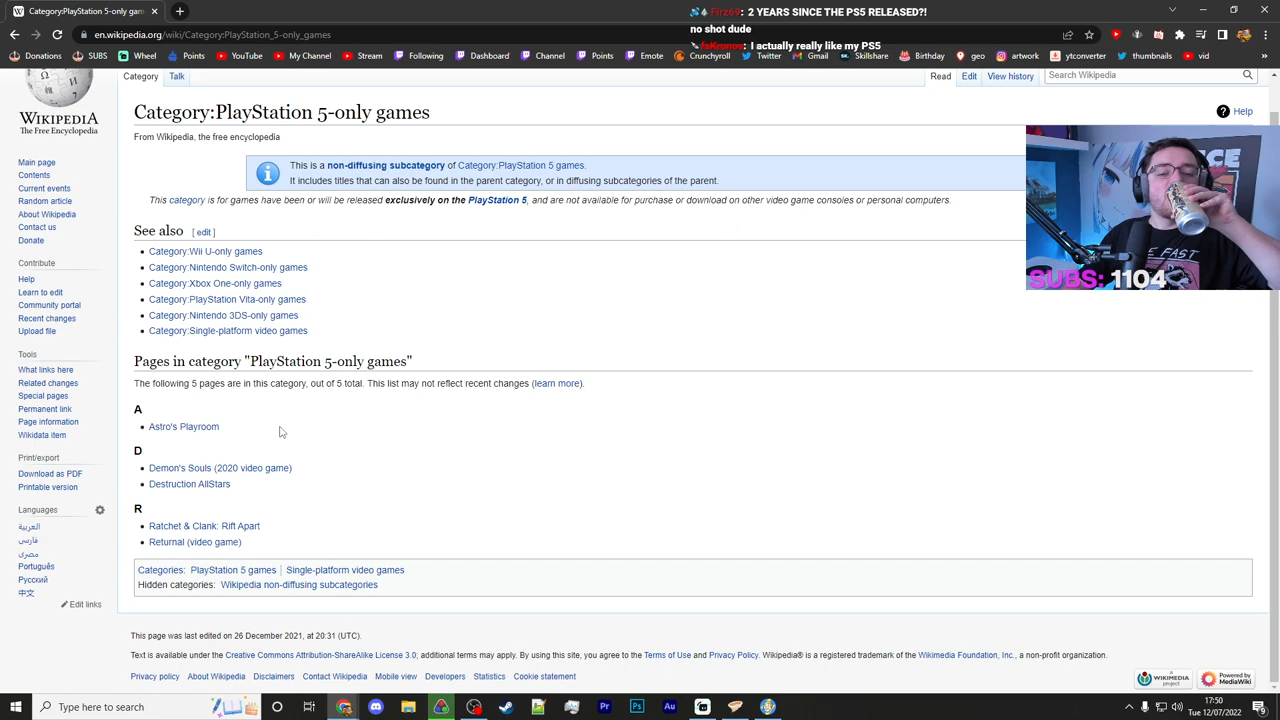 Category:PlayStation 5-only gam
Firz69: 2 YEARS SINCE THE PS5 RELEASED?!
no shot dude
faKronos: I actually really like my PS5
en.wikipedia.org/wiki/Category:PlayStation_5-only_games
Donations SUBS Wheel Points YouTube My Channel Stream Following Dashboard Channel Points Emote Crunchyroll Twitter Gmail Skillshare Birthday geo artwork ytconverter thumbnails vid
Category Talk Read Edit View history Search Wikipedia
WIKIPEDIA
The Free Encyclopedia
Category:PlayStation 5-only games
Help
From Wikipedia, the free encyclopedia
This is a non-diffusing subcategory of Category:PlayStation 5 games.
It includes titles that can also be found in the parent category, or in diffusing subcategories of the parent.
This category is for games have been or will be released exclusively on the PlayStation 5, and are not available for purchase or download on other video game consoles or personal computers.
See also [ edit ]
Category:Wii U-only games
Category:Nintendo Switch-only games
Category:Xbox One-only games
Category:PlayStation Vita-only games
Category:Nintendo 3DS-only games
Category:Single-platform video games
Pages in category "PlayStation 5-only games"
The following 5 pages are in this category, out of 5 total. This list may not reflect recent changes (learn more).
A
Astro's Playroom
D
Demon's Souls (2020 video game)
Destruction AllStars
R
Ratchet & Clank: Rift Apart
Returnal (video game)
Categories: PlayStation 5 games | Single-platform video games
Hidden categories: Wikipedia non-diffusing subcategories
Main page
Contents
Current events
Random article
About Wikipedia
Contact us
Donate
Contribute
Help
Learn to edit
Community portal
Recent changes
Upload file
Tools
What links here
Related changes
Special pages
Permanent link
Page information
Wikidata item
Print/export
Download as PDF
Printable version
Languages
العربية
فارسی
مصرى
Português
Русский
中文
Edit links
SUBS: 1104
This page was last edited on 26 December 2021, at 20:31 (UTC).
Text is available under the Creative Commons Attribution-ShareAlike License 3.0; additional terms may apply. By using this site, you agree to the Terms of Use and Privacy Policy. Wikipedia® is a registered trademark of the Wikimedia Foundation, Inc., a non-profit organization.
Privacy policy About Wikipedia Disclaimers Contact Wikipedia Mobile view Developers Statistics Cookie statement
A WIKIMEDIA project
Powered by MediaWiki
Type here to search
17:50
Tue 12/07/2022